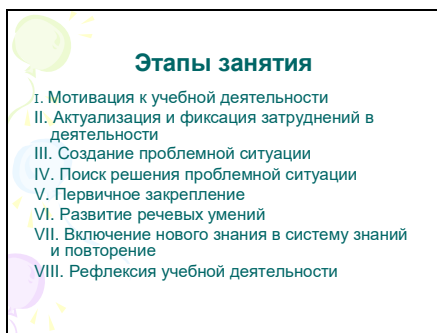 Этапы занятия
I. Мотивация к учебной деятельности
II. Актуализация и фиксация затруднений в
деятельности
III. Создание проблемной ситуации
IV. Поиск решения проблемной ситуации
V. Первичное закрепление
VI. Развитие речевых умений
VII. Включение нового знания в систему знаний
и повторение
VIII. Рефлексия учебной деятельности